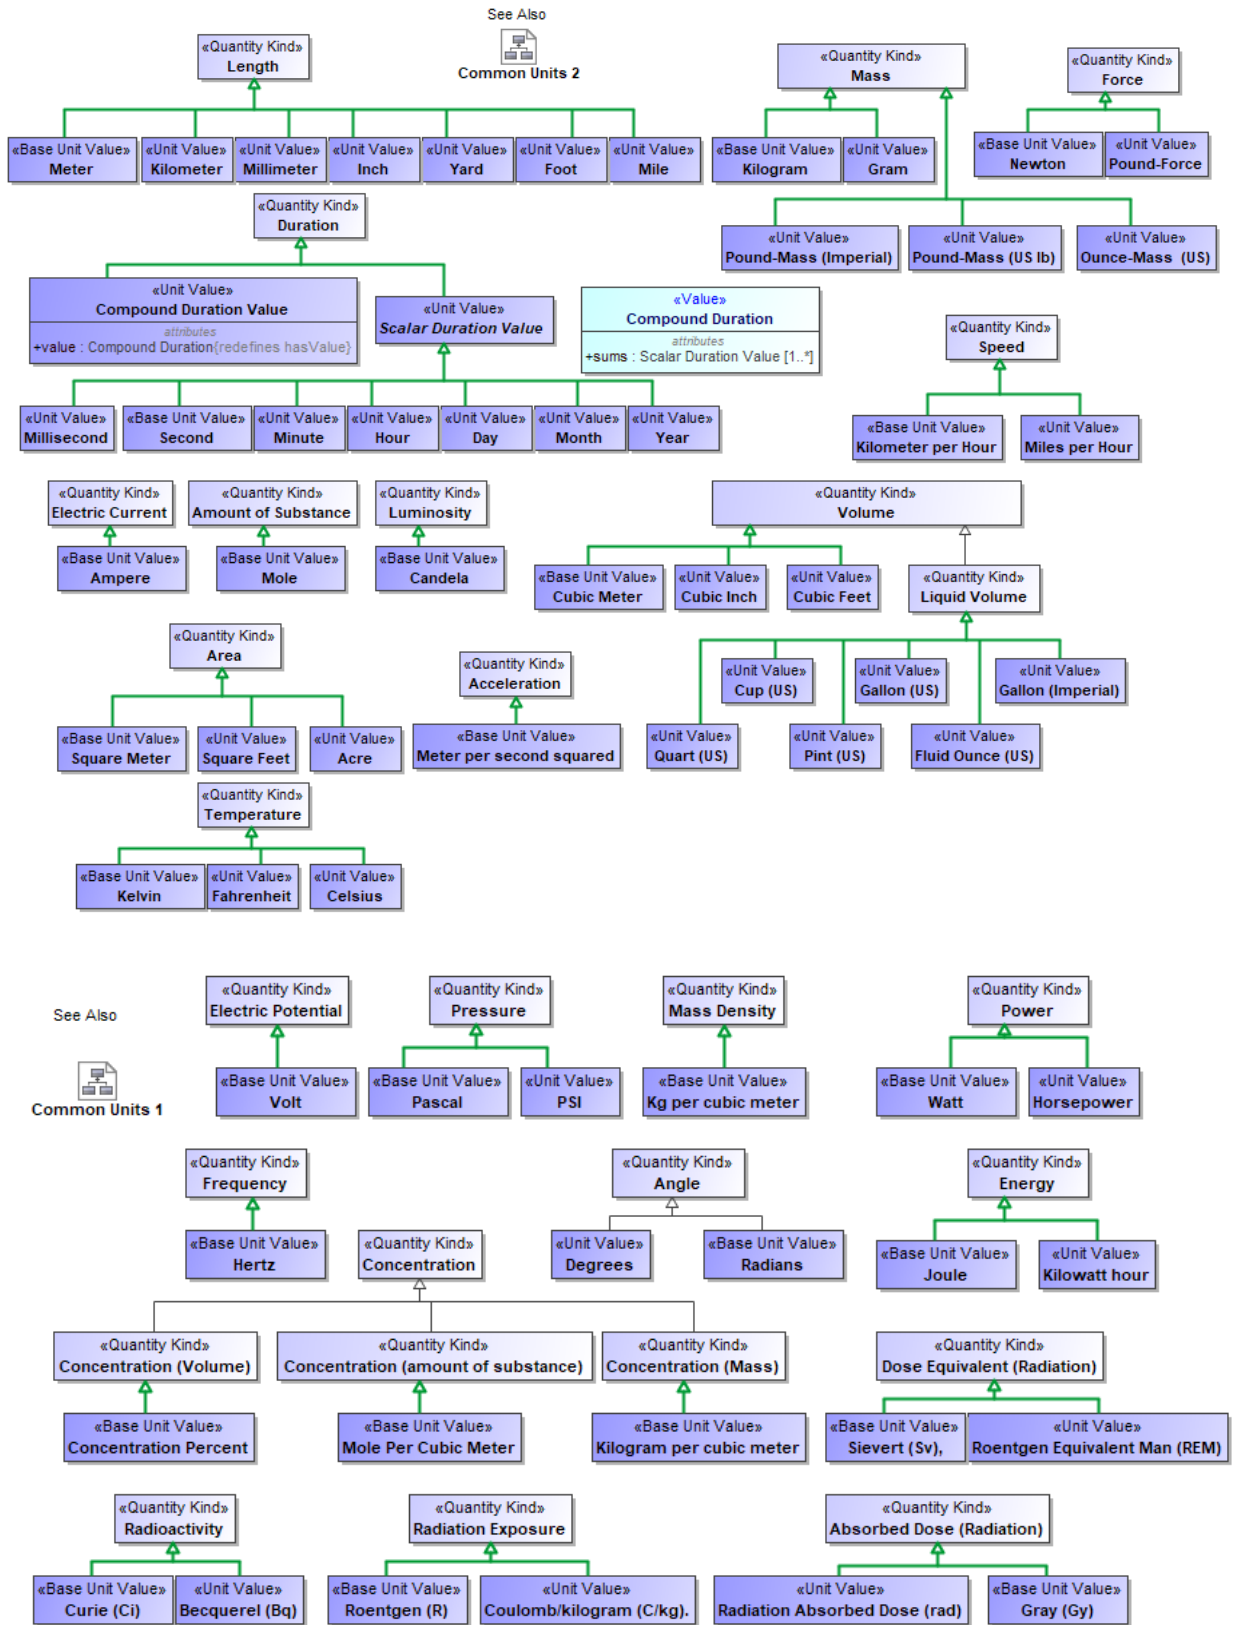 See Also
Common Units 2
«Quantity Kind»
Length
«Base Unit Value»
Meter
«Unit Value»
Kilometer
«Unit Value»
Millimeter
«Unit Value»
Inch
«Unit Value»
Yard
«Unit Value»
Foot
«Unit Value»
Mile
«Quantity Kind»
Mass
«Base Unit Value»
Kilogram
«Unit Value»
Gram
«Unit Value»
Pound-Mass (Imperial)
«Unit Value»
Pound-Mass (US lb)
«Unit Value»
Ounce-Mass (US)
«Quantity Kind»
Force
«Base Unit Value»
Newton
«Unit Value»
Pound-Force
«Quantity Kind»
Duration
«Unit Value»
Compound Duration Value
attributes
+value : Compound Duration{redefines hasValue}
«Unit Value»
Scalar Duration Value
«Value»
Compound Duration
attributes
+sums : Scalar Duration Value [1..*]
«Unit Value»
Millisecond
«Base Unit Value»
Second
«Unit Value»
Minute
«Unit Value»
Hour
«Unit Value»
Day
«Unit Value»
Month
«Unit Value»
Year
«Quantity Kind»
Speed
«Base Unit Value»
Kilometer per Hour
«Unit Value»
Miles per Hour
«Quantity Kind»
Electric Current
«Base Unit Value»
Ampere
«Quantity Kind»
Amount of Substance
«Base Unit Value»
Mole
«Quantity Kind»
Luminosity
«Base Unit Value»
Candela
«Quantity Kind»
Volume
«Base Unit Value»
Cubic Meter
«Unit Value»
Cubic Inch
«Unit Value»
Cubic Feet
«Quantity Kind»
Liquid Volume
«Unit Value»
Cup (US)
«Unit Value»
Gallon (US)
«Unit Value»
Gallon (Imperial)
«Unit Value»
Quart (US)
«Unit Value»
Pint (US)
«Unit Value»
Fluid Ounce (US)
«Quantity Kind»
Area
«Base Unit Value»
Square Meter
«Unit Value»
Square Feet
«Unit Value»
Acre
«Quantity Kind»
Acceleration
«Base Unit Value»
Meter per second squared
«Quantity Kind»
Temperature
«Base Unit Value»
Kelvin
«Unit Value»
Fahrenheit
«Unit Value»
Celsius
See Also
Common Units 1
«Quantity Kind»
Electric Potential
«Base Unit Value»
Volt
«Quantity Kind»
Pressure
«Base Unit Value»
Pascal
«Unit Value»
PSI
«Quantity Kind»
Mass Density
«Base Unit Value»
Kg per cubic meter
«Quantity Kind»
Power
«Base Unit Value»
Watt
«Unit Value»
Horsepower
«Quantity Kind»
Frequency
«Base Unit Value»
Hertz
«Quantity Kind»
Angle
«Unit Value»
Degrees
«Base Unit Value»
Radians
«Quantity Kind»
Energy
«Base Unit Value»
Joule
«Unit Value»
Kilowatt hour
«Quantity Kind»
Concentration
«Quantity Kind»
Concentration (Volume)
«Base Unit Value»
Concentration Percent
«Quantity Kind»
Concentration (amount of substance)
«Base Unit Value»
Mole Per Cubic Meter
«Quantity Kind»
Concentration (Mass)
«Base Unit Value»
Kilogram per cubic meter
«Quantity Kind»
Dose Equivalent (Radiation)
«Base Unit Value»
Sievert (Sv),
«Unit Value»
Roentgen Equivalent Man (REM)
«Quantity Kind»
Radioactivity
«Base Unit Value»
Curie (Ci)
«Unit Value»
Becquerel (Bq)
«Quantity Kind»
Radiation Exposure
«Base Unit Value»
Roentgen (R)
«Unit Value»
Coulomb/kilogram (C/kg).
«Quantity Kind»
Absorbed Dose (Radiation)
«Unit Value»
Radiation Absorbed Dose (rad)
«Base Unit Value»
Gray (Gy)